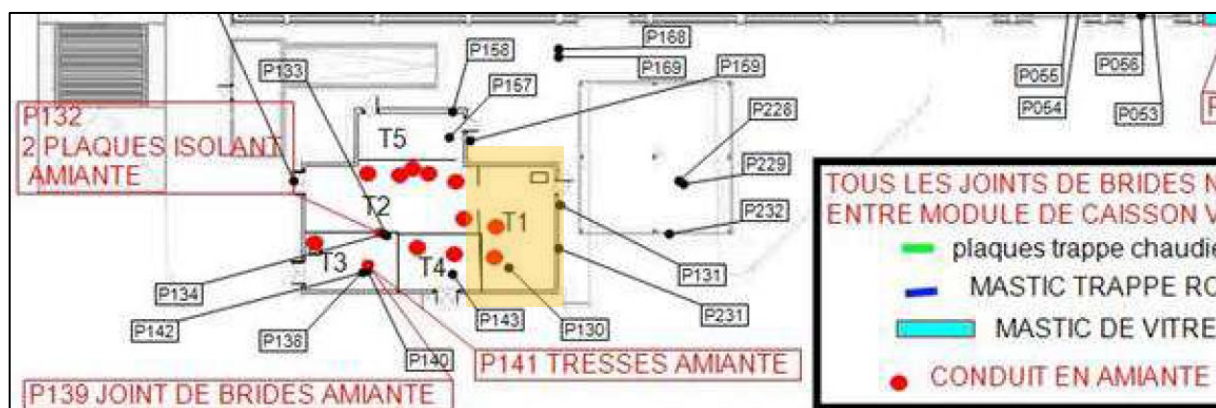 P168
P158
P133
P169
P159
P157
P055
P056
P054
P053
P132
2 PLAQUES ISOLANT
AMIANTE
T5
P228
P229
T2
T1
P232
T3
T4
P134
P131
P142
P143
P130
P231
P138
P140
P141 TRESSES AMIANTE
P139 JOINT DE BRIDES AMIANTE
P
TOUS LES JOINTS DE BRIDES N
ENTRE MODULE DE CAISSON V
plaques trappe chaudiè
MASTIC TRAPPE RO
MASTIC DE VITRE
CONDUIT EN AMIANTE